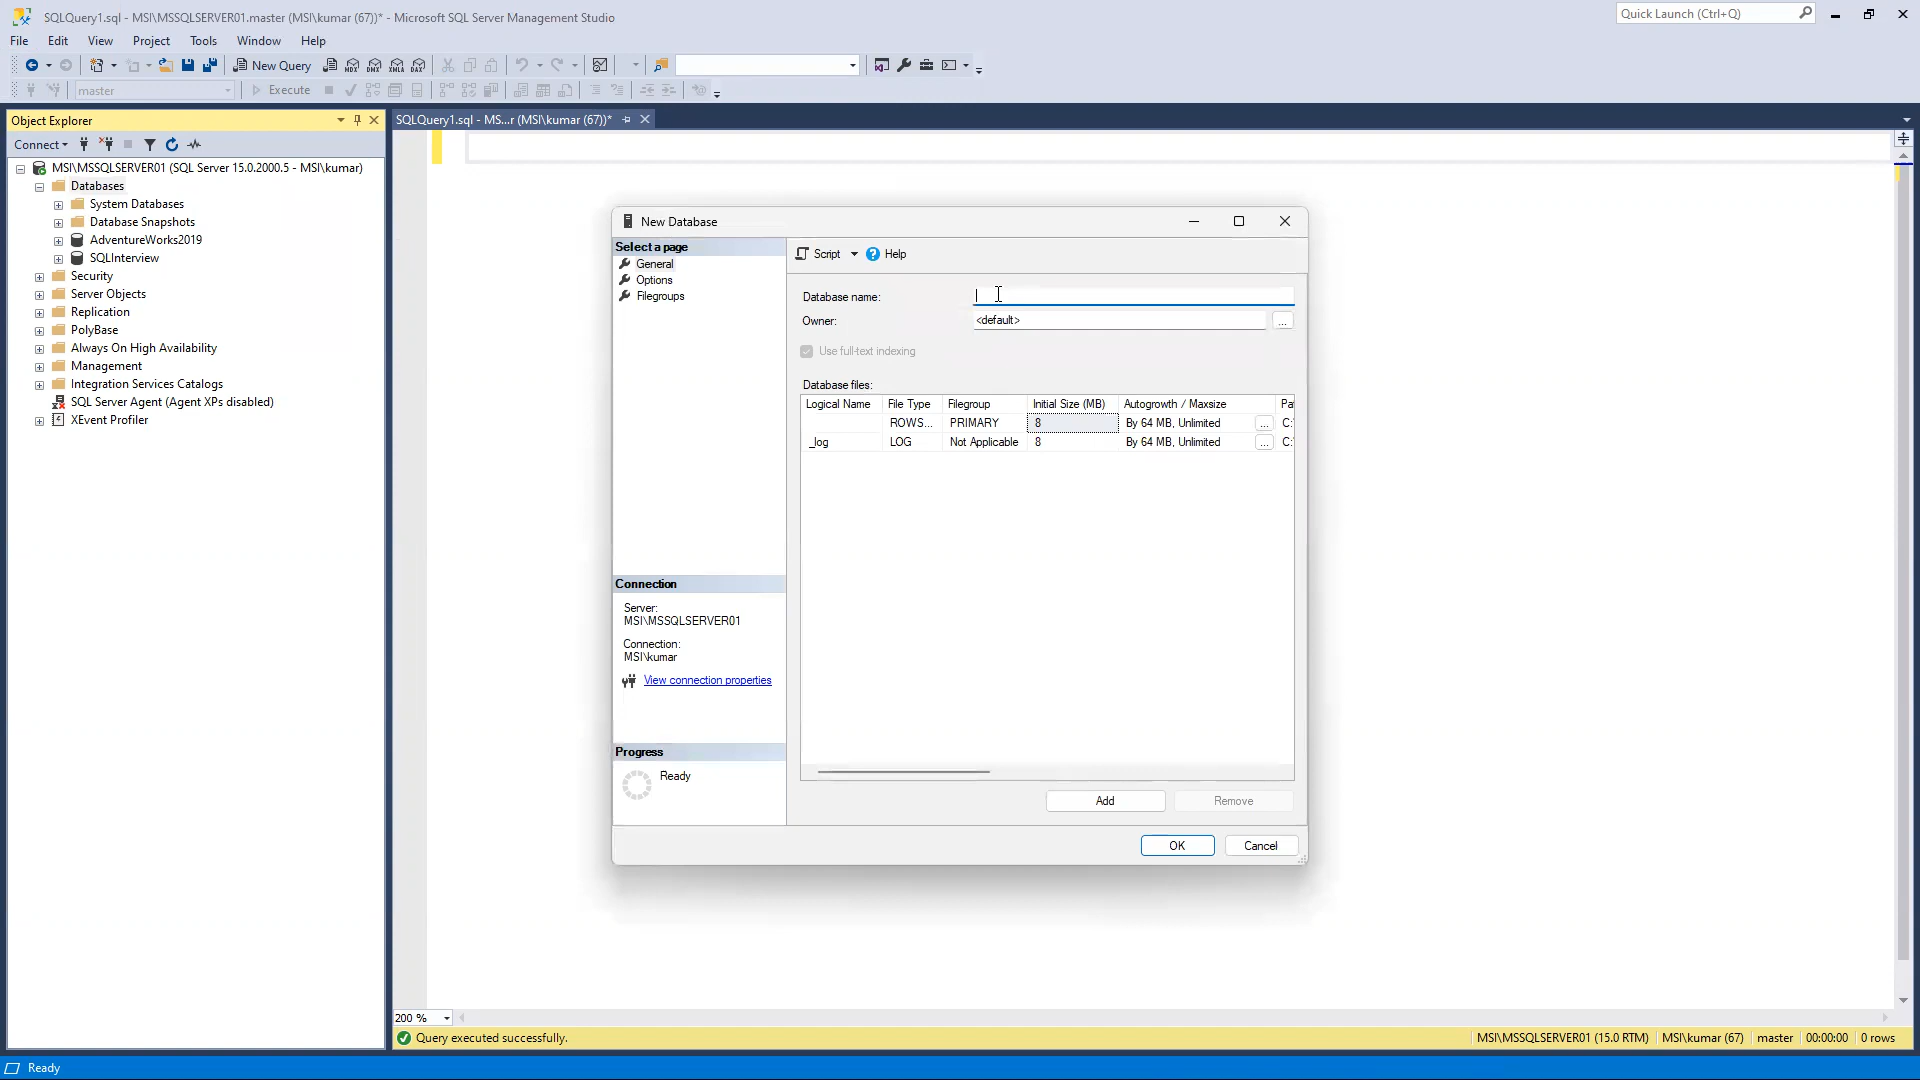 SQLQuery1.sql - MSI\MSSQLSERVER01.master (MSI\kumar (67))* - Microsoft SQL Server Management Studio
Quick Launch (Ctrl+Q)
File Edit View Project Tools Window Help
New Query
MDX DMX XMLA DAX
master
Execute
Object Explorer
SQLQuery1.sql - MS...r (MSI\kumar (67))*
Connect
MSI\MSSQLSERVER01 (SQL Server 15.0.2000.5 - MSI\kumar)
Databases
System Databases
Database Snapshots
AdventureWorks2019
SQLInterview
Security
Server Objects
Replication
PolyBase
Always On High Availability
Management
Integration Services Catalogs
SQL Server Agent (Agent XPs disabled)
XEvent Profiler
New Database
Select a page
General
Options
Filegroups
Script Help
Database name:
Owner: <default> ...
Use full-text indexing
Database files:
Logical Name File Type Filegroup Initial Size (MB) Autogrowth / Maxsize Pa
ROWS... PRIMARY 8 By 64 MB, Unlimited ... C:\
_log LOG Not Applicable 8 By 64 MB, Unlimited ... C:\
Connection
Server:
MSI\MSSQLSERVER01
Connection:
MSI\kumar
View connection properties
Progress
Ready
Add Remove
OK Cancel
200 %
Query executed successfully.
MSI\MSSQLSERVER01 (15.0 RTM) MSI\kumar (67) master 00:00:00 0 rows
Ready